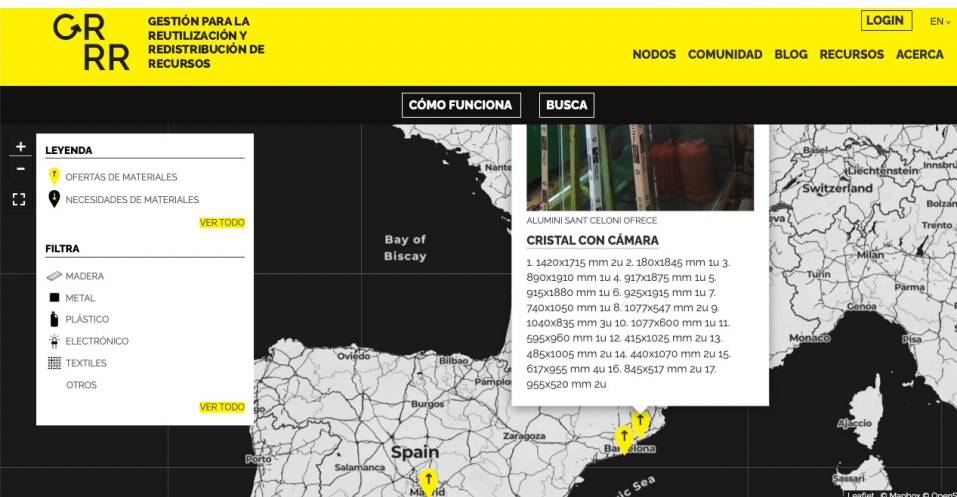 GRRR
GESTIÓN PARA LA
REUTILIZACIÓN Y
REDISTRIBUCIÓN DE
RECURSOS
LOGIN
EN
NODOS COMUNIDAD BLOG RECURSOS ACERCA
CÓMO FUNCIONA BUSCA
+
-
LEYENDA
OFERTAS DE MATERIALES
NECESIDADES DE MATERIALES
VER TODO
FILTRA
MADERA
METAL
PLÁSTICO
ELECTRÓNICO
TEXTILES
OTROS
VER TODO
ALUMINI SANT CELONI OFRECE
CRISTAL CON CÁMARA
1. 1420x1715 mm 2u 2. 180x1845 mm 1u 3.
890x1910 mm 1u 4. 917x1875 mm 1u 5.
915x1880 mm 1u 6. 925x1915 mm 1u 7.
740x1050 mm 1u 8. 1077x547 mm 2u 9.
1040x835 mm 3u 10. 1077x600 mm 1u 11.
595x960 mm 1u 12. 415x1025 mm 2u 13.
485x1005 mm 2u 14. 440x1070 mm 2u 15.
617x955 mm 4u 16. 845x517 mm 2u 17.
955x520 mm 2u
Bay of
Biscay
Nante
Basel
Liechtenstein
Innsbru
Switzerland
Bolzan
Trento
Milan
Turin
Parma
Genoa
Monaco
Pisa
Ajaccio
Sassari
Oviedo
Bilbao
Pamplo
Burgos
Zaragoza
Barcelona
Porto
Salamanca
Spain
Madrid
ic Sea
Leaflet © Mapbox © OpenS